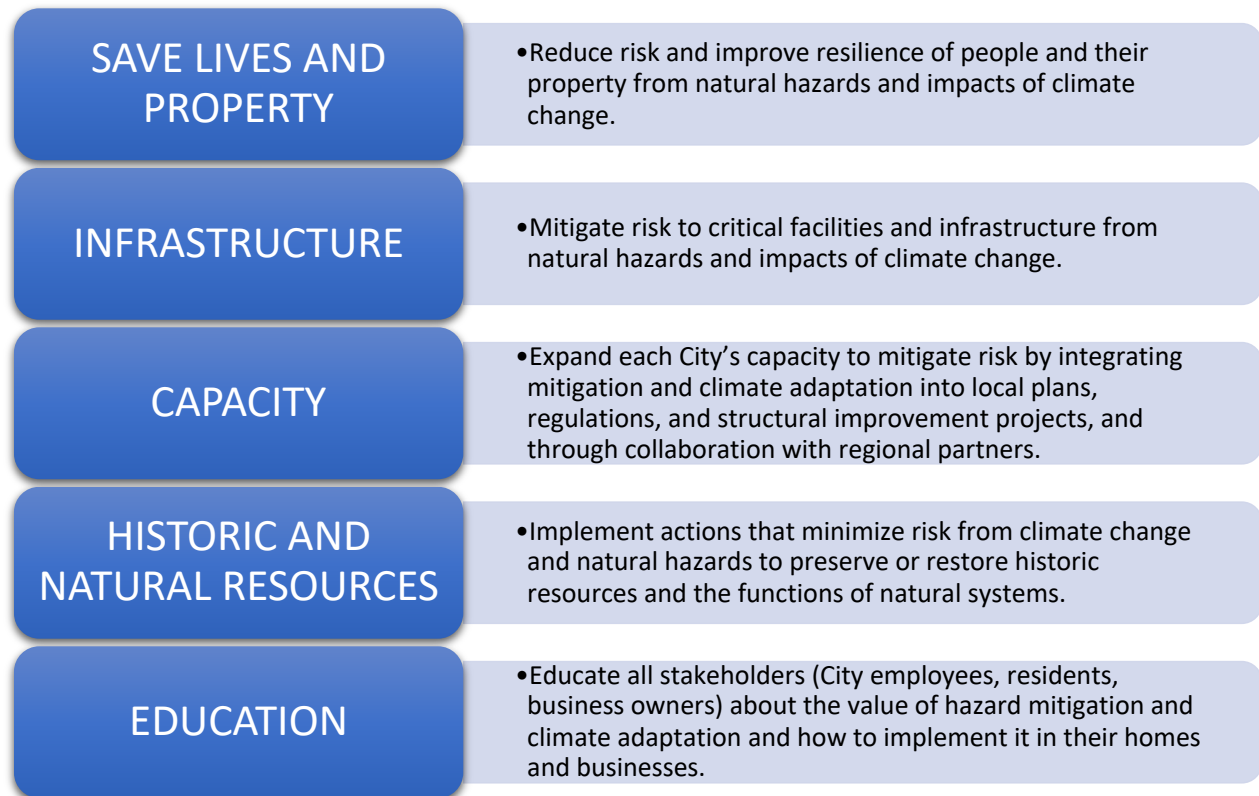 SAVE LIVES AND
PROPERTY
•Reduce risk and improve resilience of people and their
property from natural hazards and impacts of climate
change.
INFRASTRUCTURE
•Mitigate risk to critical facilities and infrastructure from
natural hazards and impacts of climate change.
CAPACITY
•Expand each City’s capacity to mitigate risk by integrating
mitigation and climate adaptation into local plans,
regulations, and structural improvement projects, and
through collaboration with regional partners.
HISTORIC AND
NATURAL RESOURCES
•Implement actions that minimize risk from climate change
and natural hazards to preserve or restore historic
resources and the functions of natural systems.
EDUCATION
•Educate all stakeholders (City employees, residents,
business owners) about the value of hazard mitigation and
climate adaptation and how to implement it in their homes
and businesses.